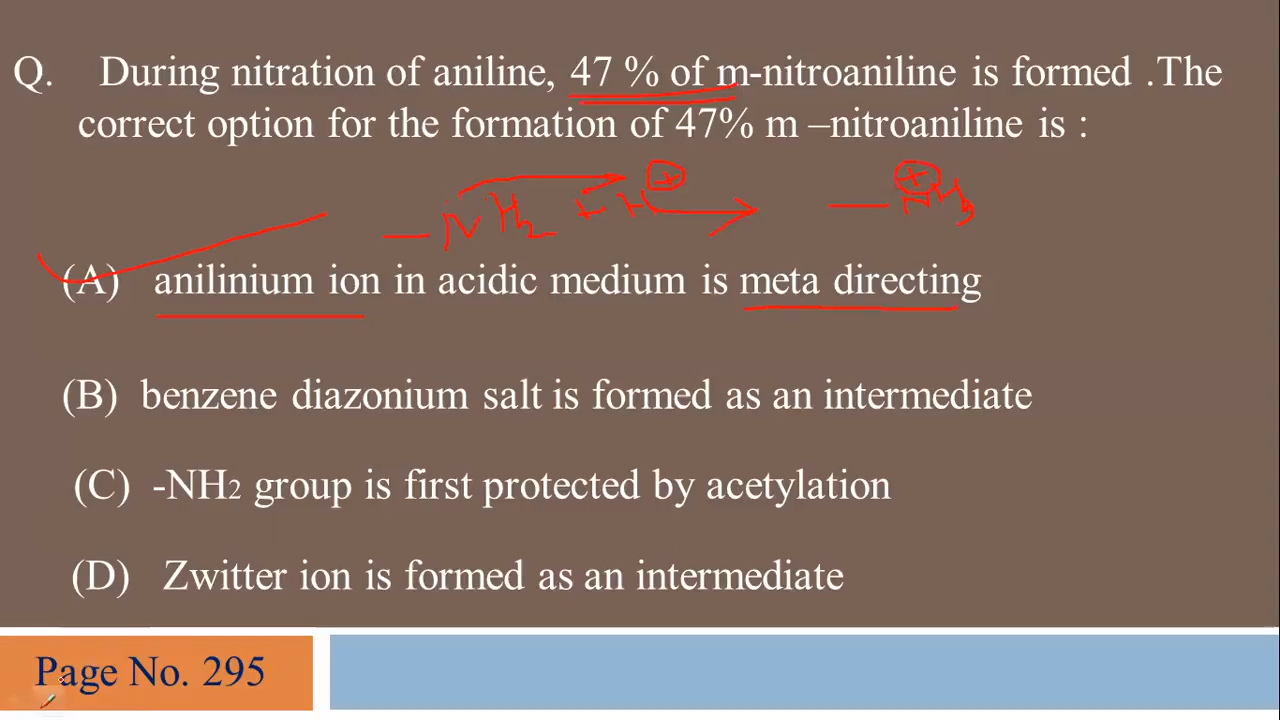 Q. During nitration of aniline, 47 % of m-nitroaniline is formed .The
correct option for the formation of 47% m –nitroaniline is :
–NH2 + H⊕ → –⊕NH3
(A) anilinium ion in acidic medium is meta directing
(B) benzene diazonium salt is formed as an intermediate
(C) -NH2 group is first protected by acetylation
(D) Zwitter ion is formed as an intermediate
Page No. 295